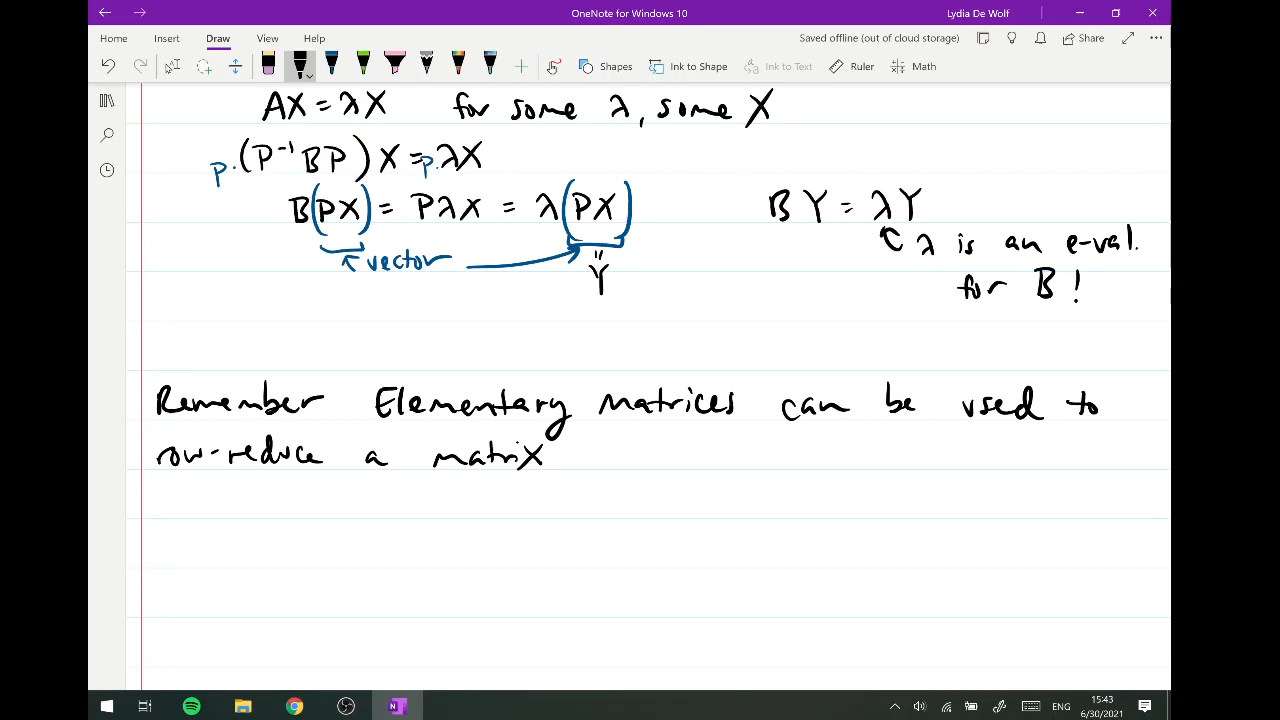 OneNote for Windows 10
Lydia De Wolf
Home Insert Draw View Help
Saved offline (out of cloud storage)
Share
Shapes Ink to Shape Ink to Text Ruler Math
AX = λX for some λ, some X
P·(P⁻¹BP)X = P·λX
B(PX) = PλX = λ(PX)
BY = λY
vector
"
Y
λ is an e-val.
for B!
Remember Elementary matrices can be used to
row-reduce a matrix
ENG
15:43
6/30/2021